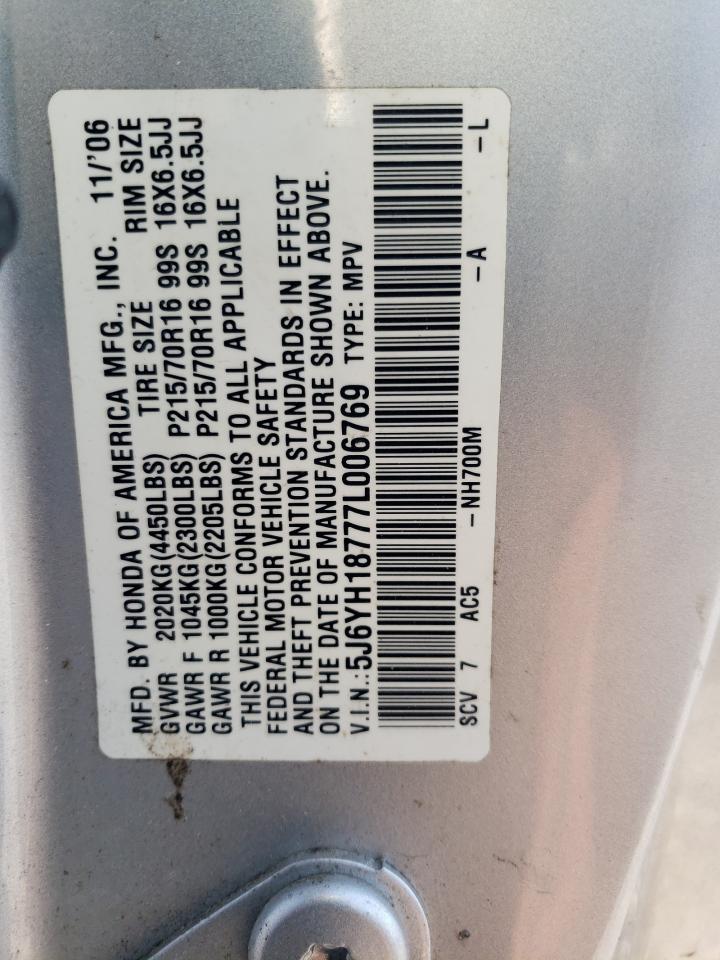 MFD. BY HONDA OF AMERICA MFG., INC. 11/'06
GVWR 2020KG(4450LBS) TIRE SIZE RIM SIZE
GAWR F 1045KG(2300LBS) P215/70R16 99S 16X6.5JJ
GAWR R 1000KG(2205LBS) P215/70R16 99S 16X6.5JJ
THIS VEHICLE CONFORMS TO ALL APPLICABLE
FEDERAL MOTOR VEHICLE SAFETY
AND THEFT PREVENTION STANDARDS IN EFFECT
ON THE DATE OF MANUFACTURE SHOWN ABOVE.
V.I.N.:5J6YH18777L006769 TYPE: MPV
SCV 7 AC5 -NH700M -A -L